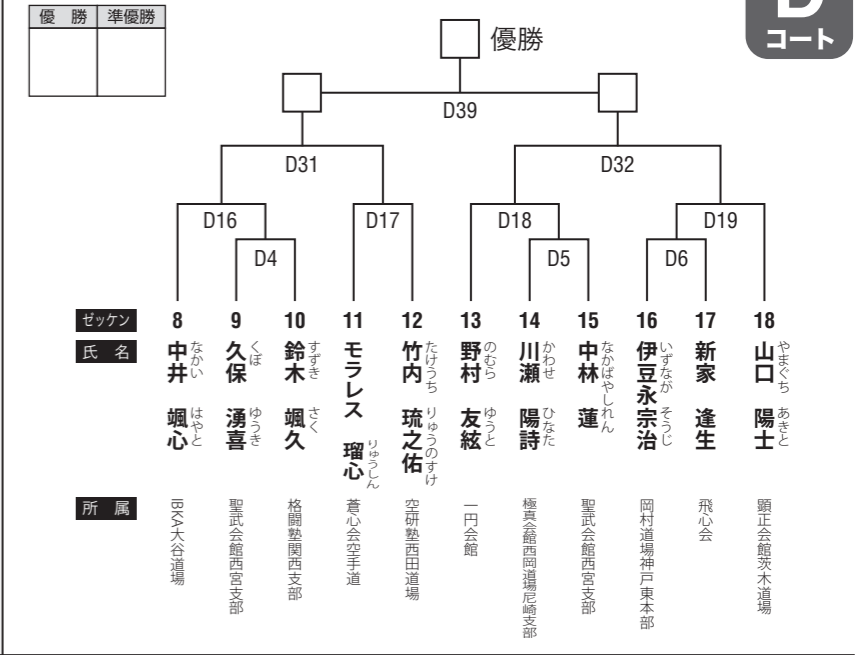 優 勝 準優勝
D
コート
優勝
D39
D31 D32
D16 D17 D18 D19
D4 D5 D6
ゼッケン 8 9 10 11 12 13 14 15 16 17 18
氏 名
中井 颯心 なかい はやと
久保 湧喜 くぼ ゆうき
鈴木 颯久 すずき さく
モラレス 瑠心 りゅうしん
竹内 琉之佑 たけうち りゅうのすけ
野村 友絃 のむら ゆうと
川瀬 陽詩 かわせ ひなた
中林 蓮 なかばやしれん
伊豆永宗治 いずなが そうじ
新家 逢生
山口 陽士 やまぐち あきと
所 属
IBKA大谷道場
聖武会館西宮支部
格闘塾関西支部
蒼心会空手道
空研塾西田道場
一円会館
極真会館西岡道場尼崎支部
聖武会館西宮支部
岡村道場神戸東本部
飛心会
顕正会館茨木道場